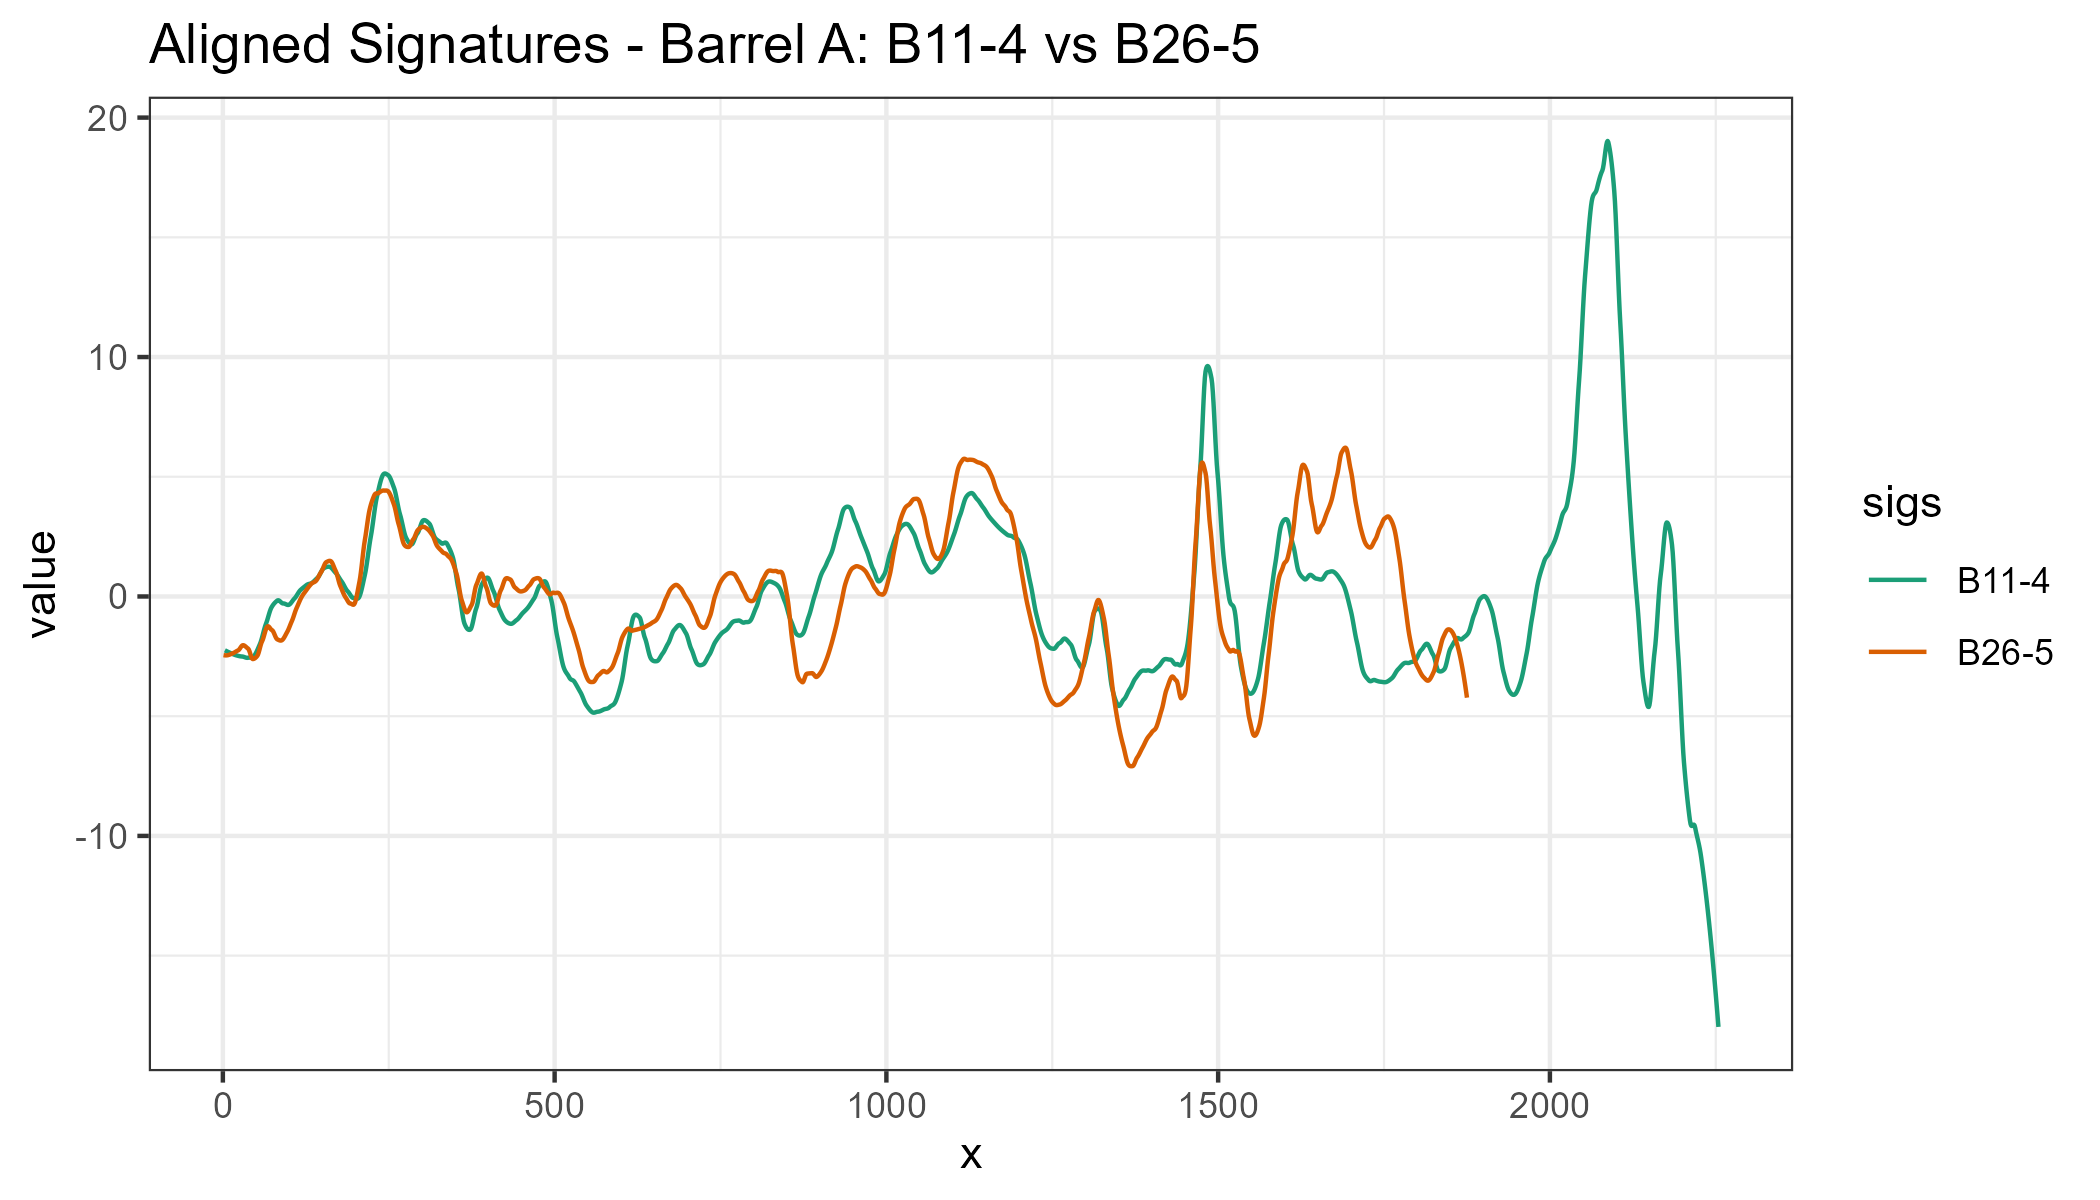 Aligned Signatures - Barrel A: B11-4 vs B26-5
20
10
0
-10
value
0 500 1000 1500 2000
x
sigs
B11-4
B26-5